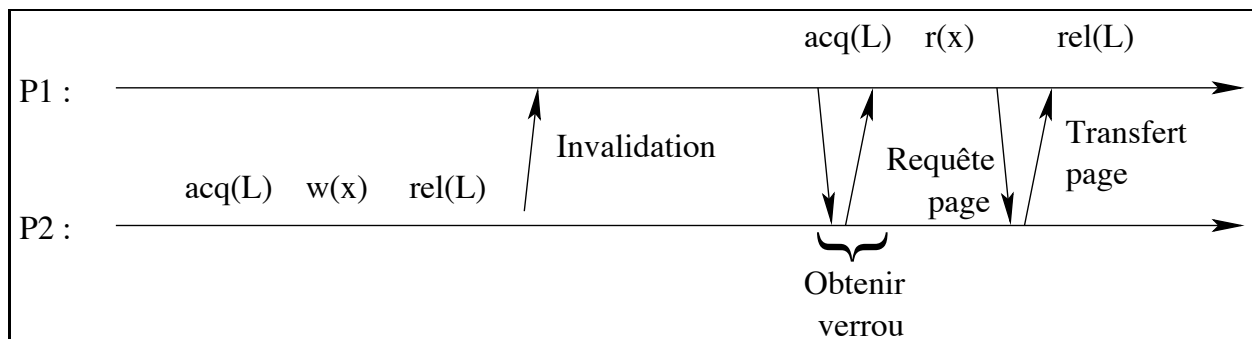 acq(L) r(x) rel(L)
P1 :
Invalidation
Requête
page
Transfert
page
acq(L) w(x) rel(L)
P2 :
Obtenir
verrou